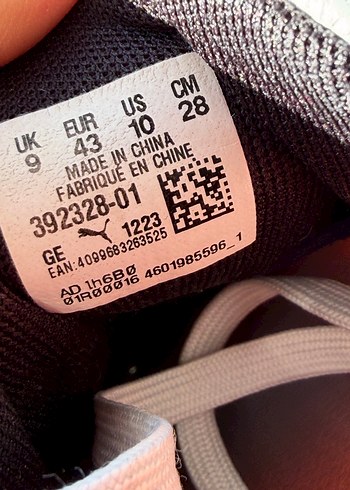 UK EUR US CM
9 43 10 28
MADE IN CHINA
FABRIQUÉ EN CHINE
392328-01
GE 1223
EAN:4099683263525
AD 1h6B0
01R00016 4601985596_1